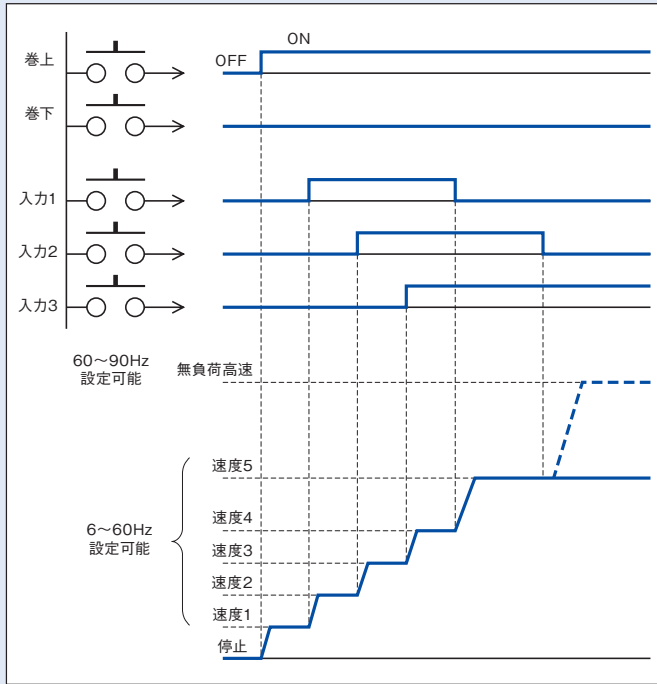 ON
巻上
OFF
巻下
入力1
入力2
入力3
60～90Hz
設定可能
無負荷高速
速度5
6～60Hz
設定可能
速度4
速度3
速度2
速度1
停止